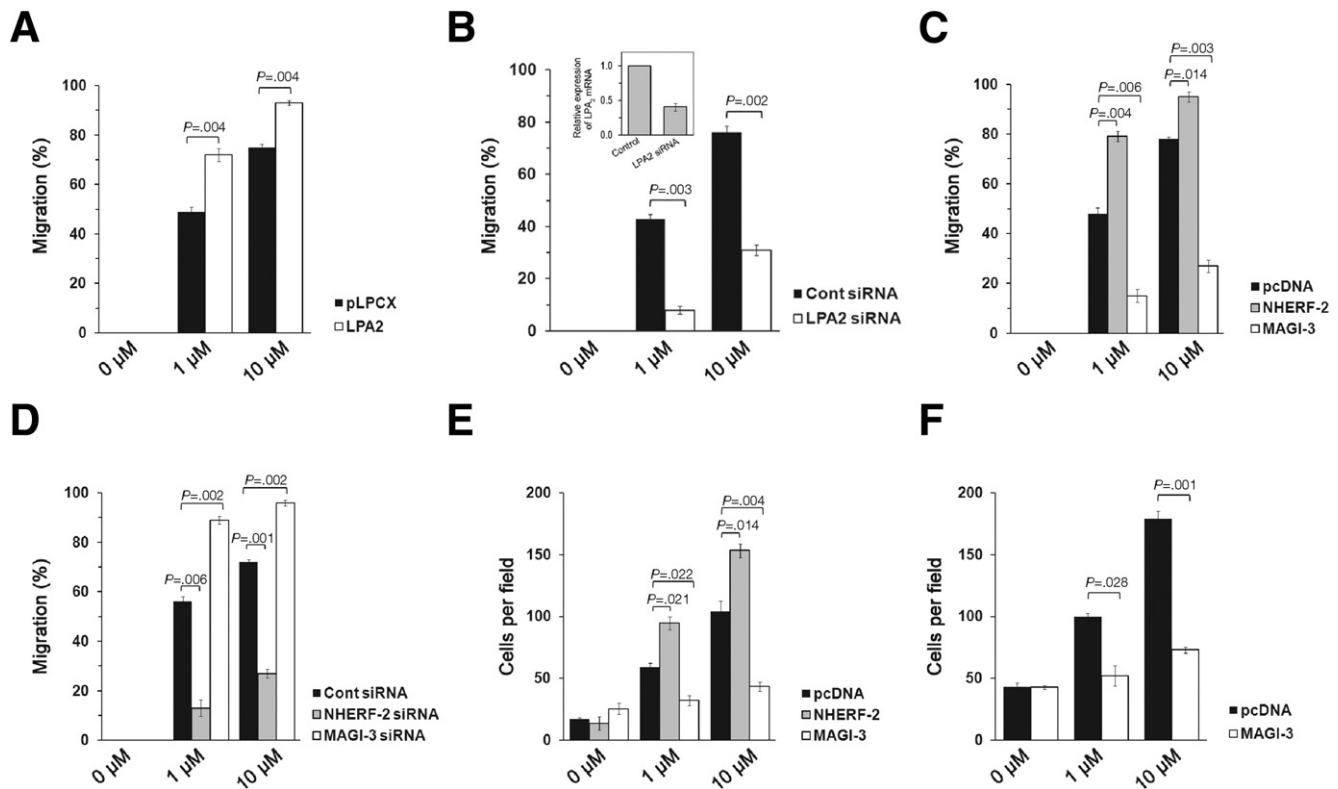 A
Migration (%)
100
80
60
40
20
0
P=.004
P=.004
pLPCX
LPA2
0 µM
1 µM
10 µM
B
Migration (%)
100
80
60
40
20
0
Relative expression
of LPA2 mRNA
1.0
0.5
0.0
Control
LPA2 siRNA
P=.003
P=.002
Cont siRNA
LPA2 siRNA
0 µM
1 µM
10 µM
C
Migration (%)
100
80
60
40
20
0
P=.006
P=.004
P=.003
P=.014
pcDNA
NHERF-2
MAGI-3
0 µM
1 µM
10 µM
D
Migration (%)
100
80
60
40
20
0
P=.002
P=.006
P=.002
P=.001
Cont siRNA
NHERF-2 siRNA
MAGI-3 siRNA
0 µM
1 µM
10 µM
E
Cells per field
200
150
100
50
0
P=.022
P=.021
P=.004
P=.014
pcDNA
NHERF-2
MAGI-3
0 µM
1 µM
10 µM
F
Cells per field
200
150
100
50
0
P=.028
P=.001
pcDNA
MAGI-3
0 µM
1 µM
10 µM